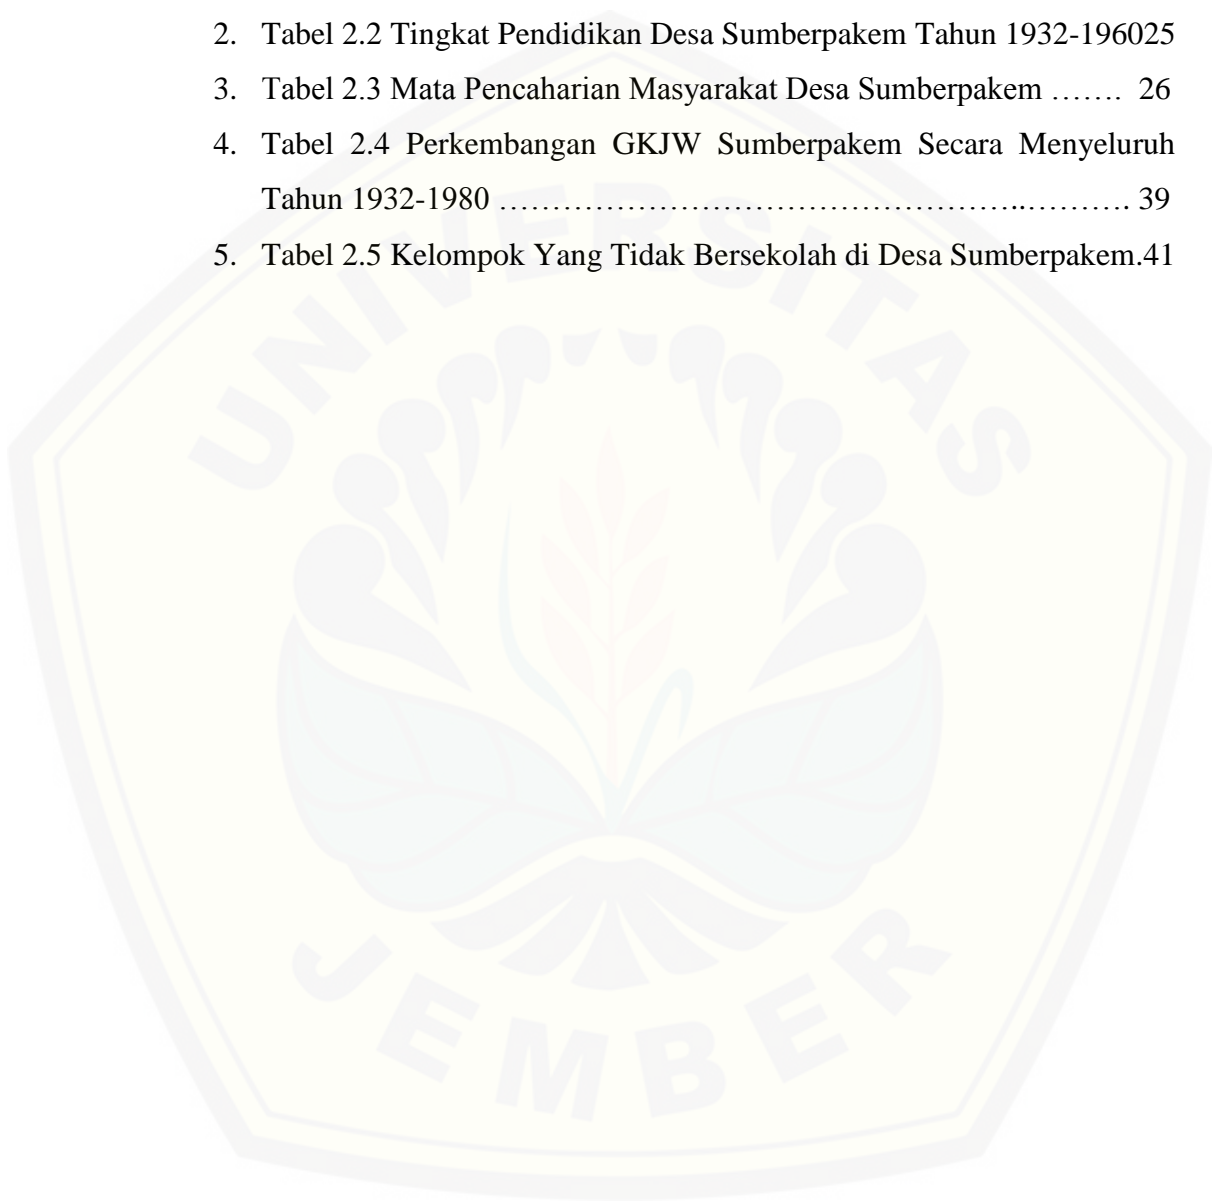 2. Tabel 2.2 Tingkat Pendidikan Desa Sumberpakem Tahun 1932-196025
3. Tabel 2.3 Mata Pencaharian Masyarakat Desa Sumberpakem ……. 26
4. Tabel 2.4 Perkembangan GKJW Sumberpakem Secara Menyeluruh
Tahun 1932-1980 ……………………………………………..………. 39
5. Tabel 2.5 Kelompok Yang Tidak Bersekolah di Desa Sumberpakem.41
UNIVERSITAS
JEMBER